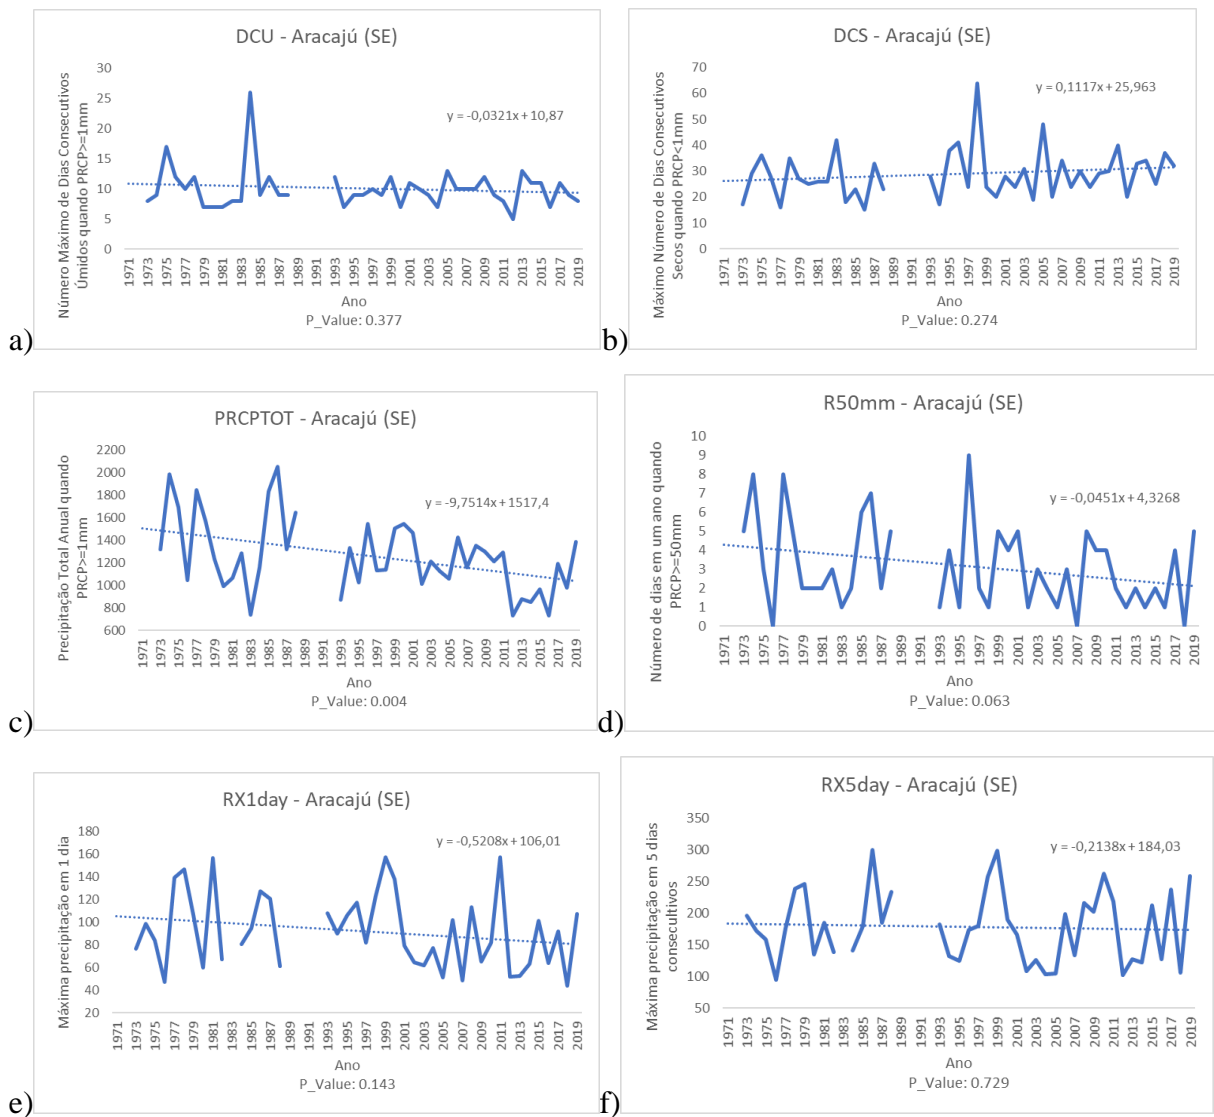 DCU - Aracajú (SE)
Número Máximo de Dias Consecutivos
Úmidos quando PRCP>=1mm
30
25
20
15
10
5
0
y = -0,0321x + 10,87
1971 1973 1975 1977 1979 1981 1983 1985 1987 1989 1991 1993 1995 1997 1999 2001 2003 2005 2007 2009 2011 2013 2015 2017 2019
Ano
P_Value: 0.377
a)
DCS - Aracajú (SE)
Máximo Número de Dias Consecutivos
Secos quando PRCP<1mm
70
60
50
40
30
20
10
0
y = 0,1117x + 25,963
1971 1973 1975 1977 1979 1981 1983 1985 1987 1989 1991 1993 1995 1997 1999 2001 2003 2005 2007 2009 2011 2013 2015 2017 2019
Ano
P_Value: 0.274
b)
PRCPTOT - Aracajú (SE)
Precipitação Total Anual quando
PRCP>=1mm
2200
2000
1800
1600
1400
1200
1000
800
600
y = -9,7514x + 1517,4
1971 1973 1975 1977 1979 1981 1983 1985 1987 1989 1991 1993 1995 1997 1999 2001 2003 2005 2007 2009 2011 2013 2015 2017 2019
Ano
P_Value: 0.004
c)
R50mm - Aracajú (SE)
Número de dias em um ano quando
PRCP>=50mm
10
9
8
7
6
5
4
3
2
1
0
y = -0,0451x + 4,3268
1971 1973 1975 1977 1979 1981 1983 1985 1987 1989 1991 1993 1995 1997 1999 2001 2003 2005 2007 2009 2011 2013 2015 2017 2019
Ano
P_Value: 0.063
d)
RX1day - Aracajú (SE)
Máxima precipitação em 1 dia
180
160
140
120
100
80
60
40
20
y = -0,5208x + 106,01
1971 1973 1975 1977 1979 1981 1983 1985 1987 1989 1991 1993 1995 1997 1999 2001 2003 2005 2007 2009 2011 2013 2015 2017 2019
Ano
P_Value: 0.143
e)
RX5day - Aracajú (SE)
Máxima precipitação em 5 dias
consecultivos
350
300
250
200
150
100
50
y = -0,2138x + 184,03
1971 1973 1975 1977 1979 1981 1983 1985 1987 1989 1991 1993 1995 1997 1999 2001 2003 2005 2007 2009 2011 2013 2015 2017 2019
Ano
P_Value: 0.729
f)